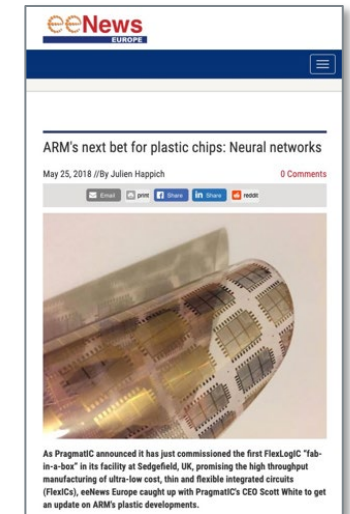 eeNews
EUROPE
ARM's next bet for plastic chips: Neural networks
May 25, 2018 //By Julien Happich
0 Comments
Email print Share Share reddit
As PragmatIC announced it has just commissioned the first FlexLogIC "fab-
in-a-box" in its facility at Sedgefield, UK, promising the high throughput
manufacturing of ultra-low cost, thin and flexible integrated circuits
(FlexICs), eeNews Europe caught up with PragmatIC's CEO Scott White to get
an update on ARM's plastic developments.